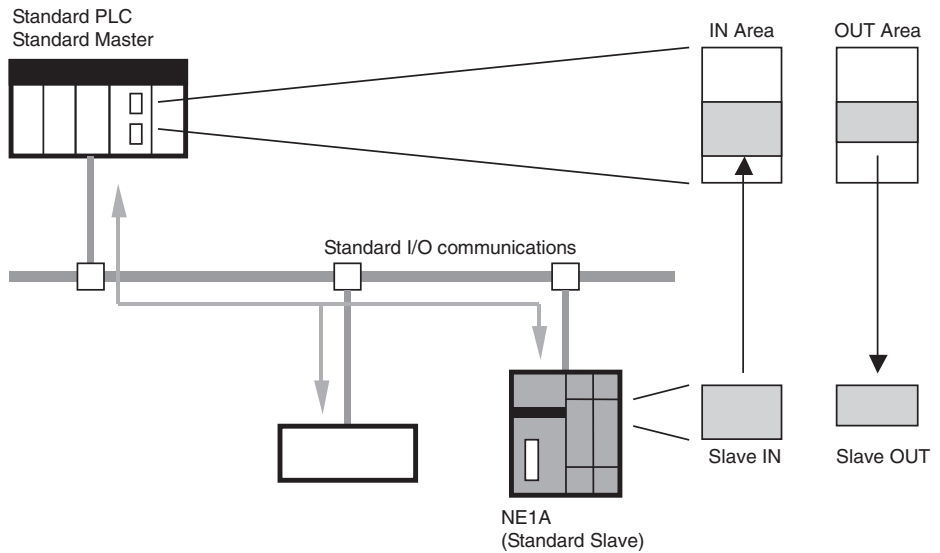 Standard PLC
Standard Master
IN Area
OUT Area
Standard I/O communications
Slave IN
Slave OUT
NE1A
(Standard Slave)